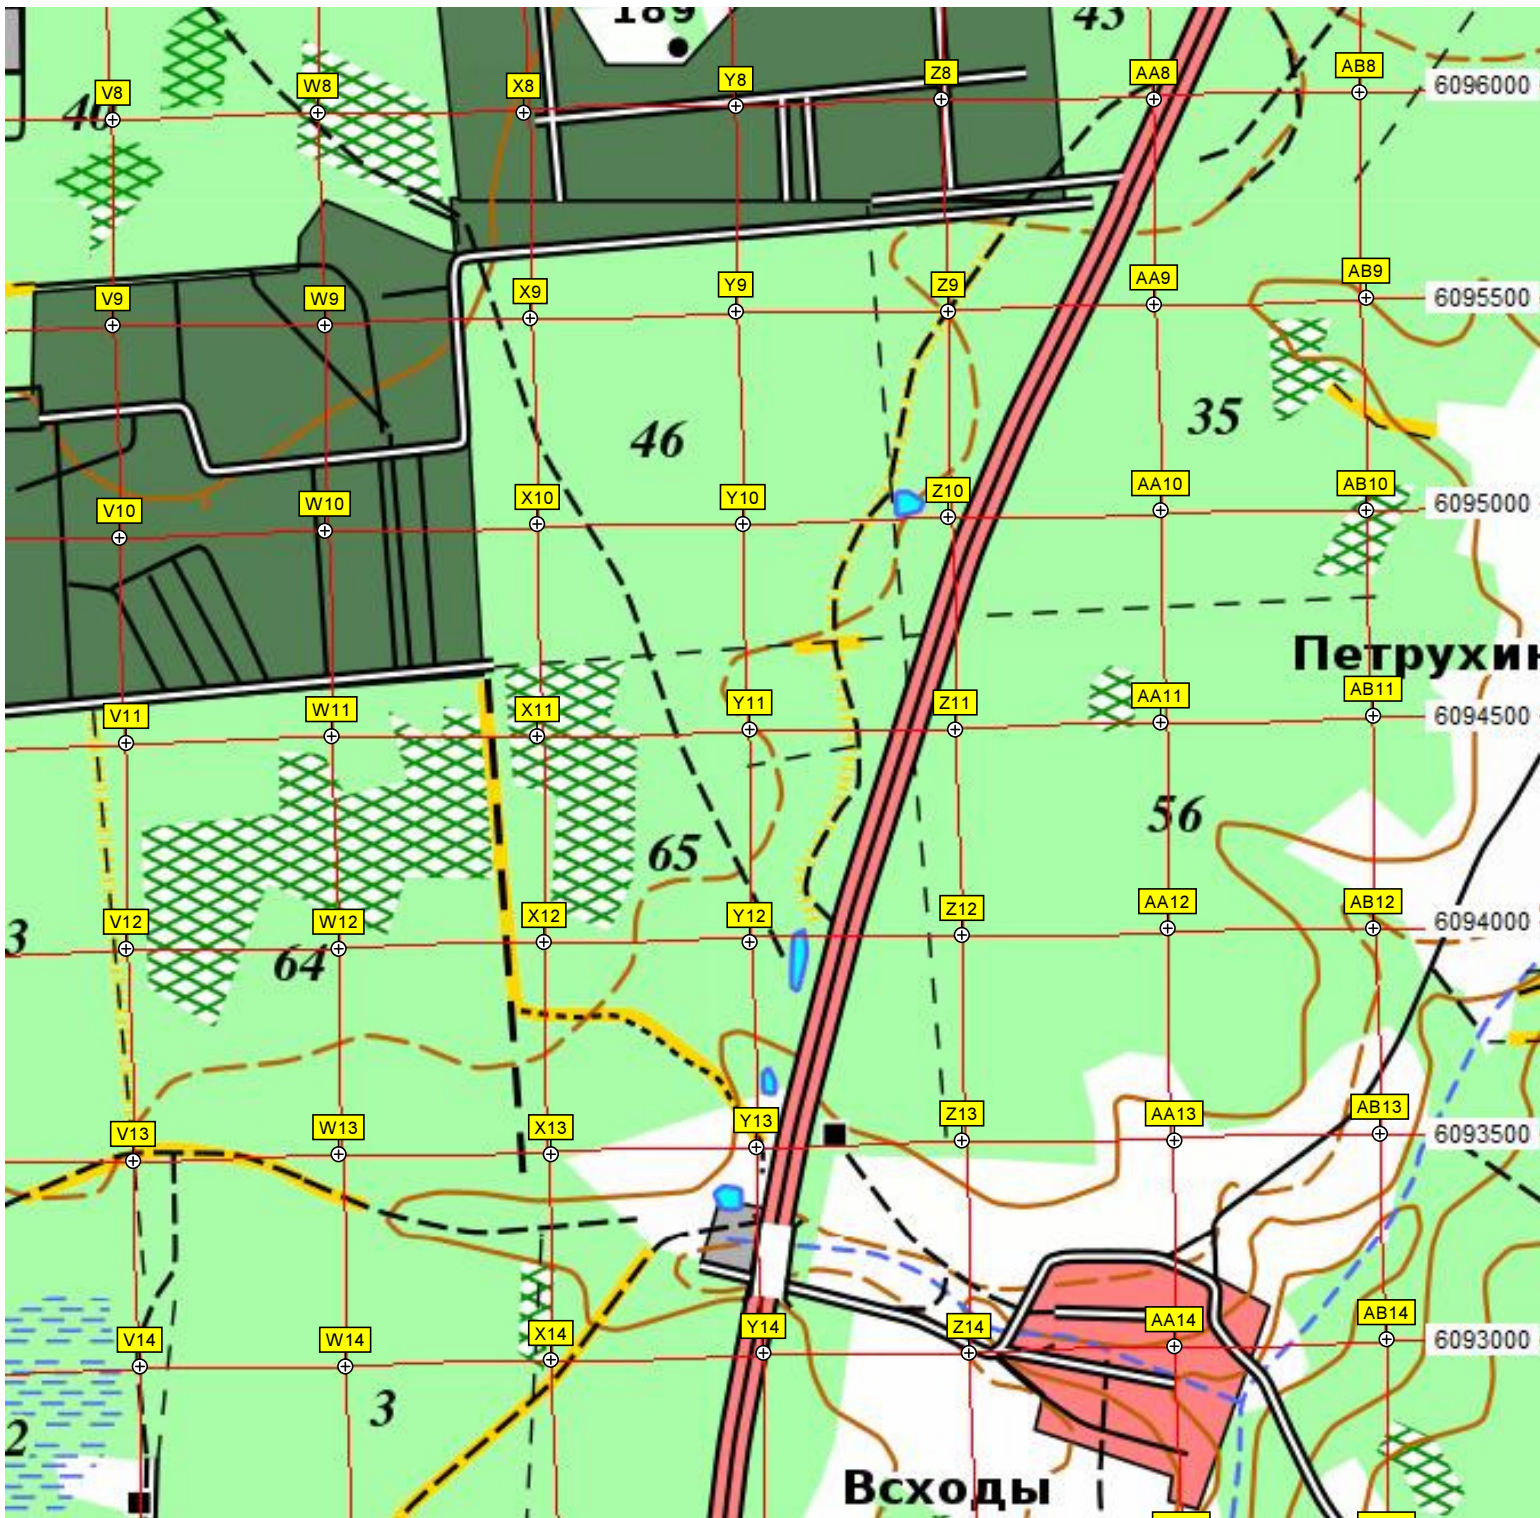 189
43
V8 W8 X8 Y8 Z8 AA8 AB8
6096000
V9 W9 X9 Y9 Z9 AA9 AB9
6095500
46
35
V10 W10 X10 Y10 Z10 AA10 AB10
6095000
Петрухин
V11 W11 X11 Y11 Z11 AA11 AB11
6094500
56
65
V12 W12 X12 Y12 Z12 AA12 AB12
6094000
3
64
V13 W13 X13 Y13 Z13 AA13 AB13
6093500
V14 W14 X14 Y14 Z14 AA14 AB14
6093000
3
2
Всходы